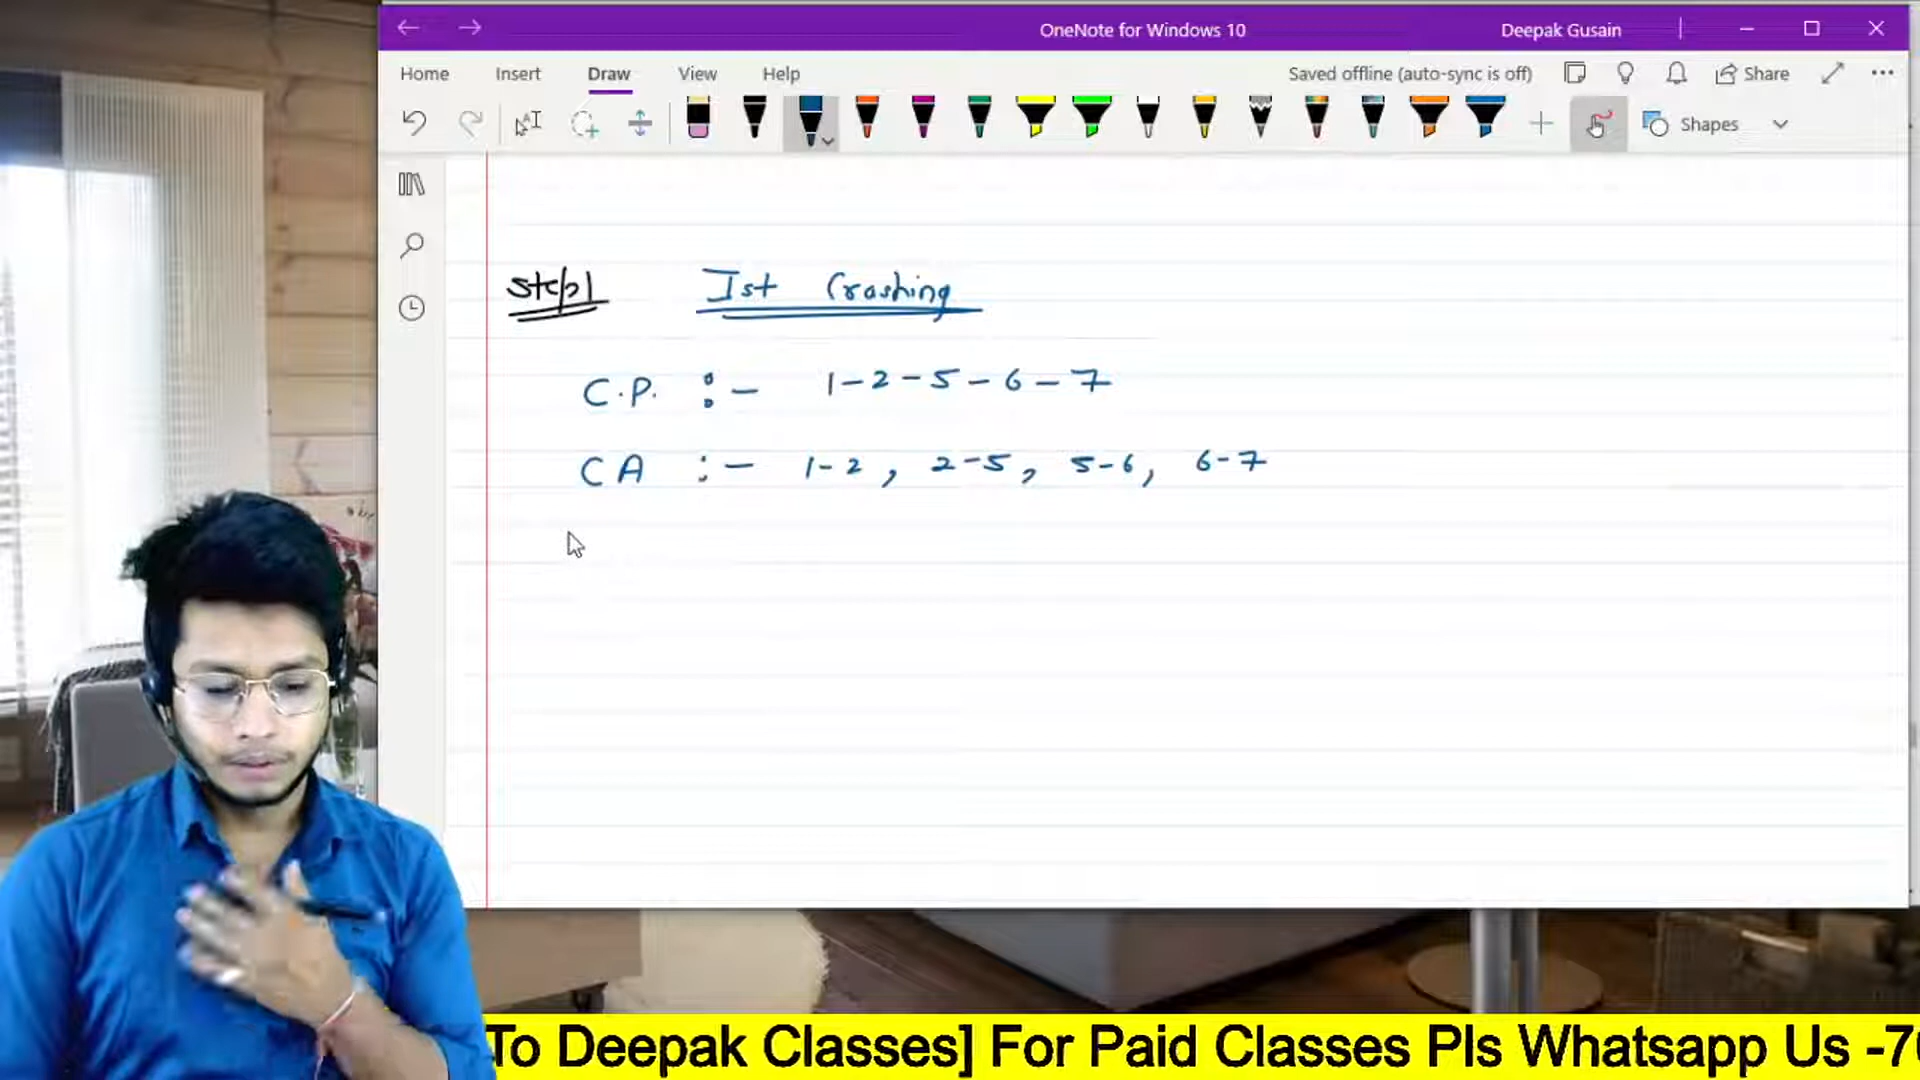 OneNote for Windows 10 Deepak Gusain
Home Insert Draw View Help Saved offline (auto-sync is off) Share
Shapes
Step1 Ist Crashing
C.P. :- 1-2-5-6-7
CA :- 1-2, 2-5, 5-6, 6-7
To Deepak Classes] For Paid Classes Pls Whatsapp Us -7